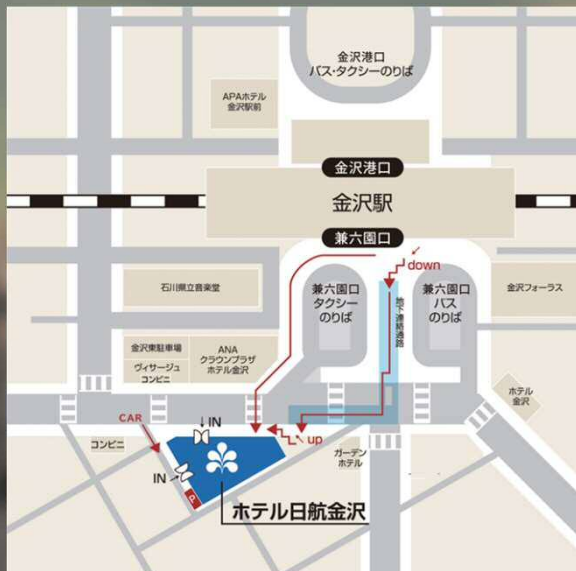 金沢港口
バス・タクシーのりば
APAホテル
金沢駅前
金沢港口
金沢駅
兼六園口
down
石川県立音楽堂
兼六園口
タクシー
のりば
地下連絡通路
兼六園口
バス
のりば
金沢フォーラス
金沢東駐車場
ヴィサージュ
コンビニ
ANA
クラウンプラザ
ホテル金沢
ホテル
金沢
CAR
IN
up
コンビニ
ガーデン
ホテル
IN
P
ホテル日航金沢